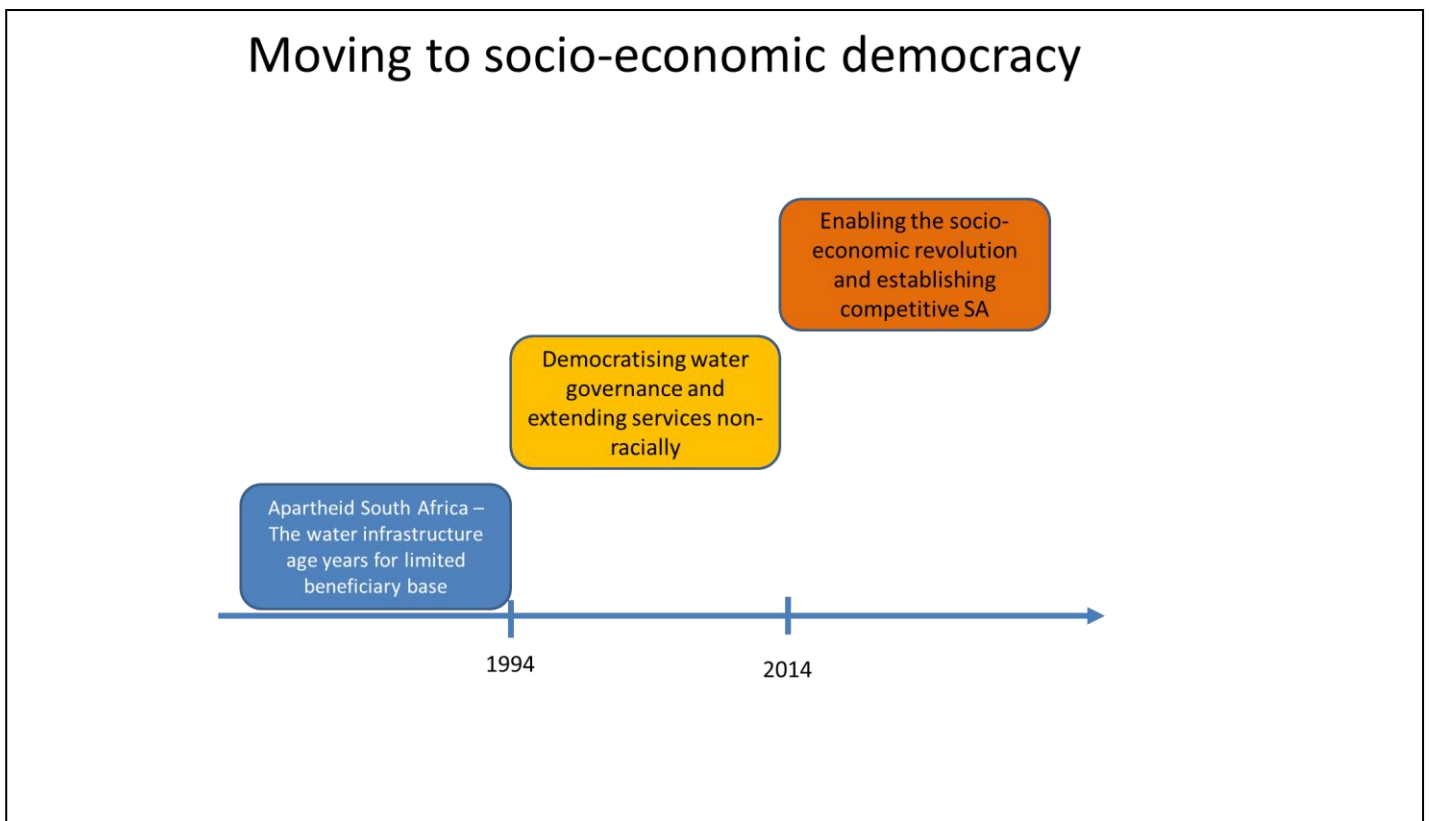 Moving to socio-economic democracy
Enabling the socio-
economic revolution
and establishing
competitive SA
Democratising water
governance and
extending services non-
racially
Apartheid South Africa –
The water infrastructure
age years for limited
beneficiary base
1994
2014